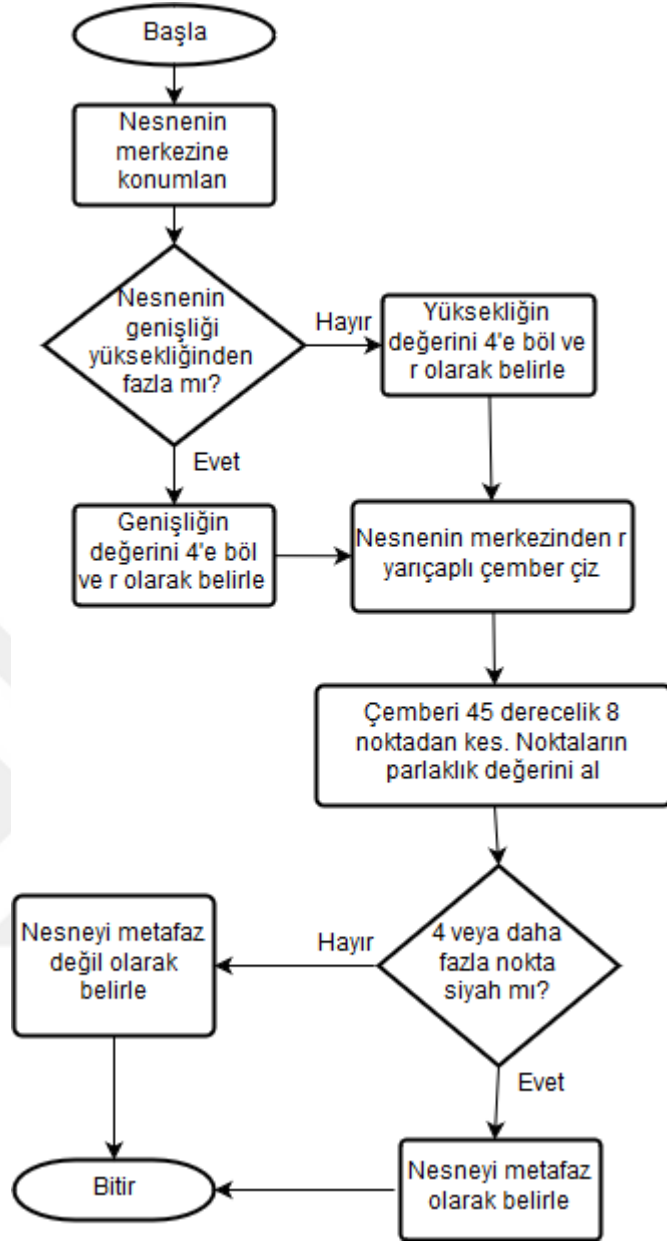 Başla
Nesnenin
merkezine
konumlan
Nesnenin
genişliği
yüksekliğinden
fazla mı?
Hayır
Yüksekliğin
değerini 4'e böl ve
r olarak belirle
Evet
Genişliğin
değerini 4'e böl
ve r olarak belirle
Nesnenin merkezinden r
yarıçaplı çember çiz
Çemberi 45 derecelik 8
noktadan kes. Noktaların
parlaklık değerini al
4 veya daha
fazla nokta
siyah mı?
Hayır
Nesneyi metafaz
değil olarak
belirle
Evet
Nesneyi metafaz
olarak belirle
Bitir